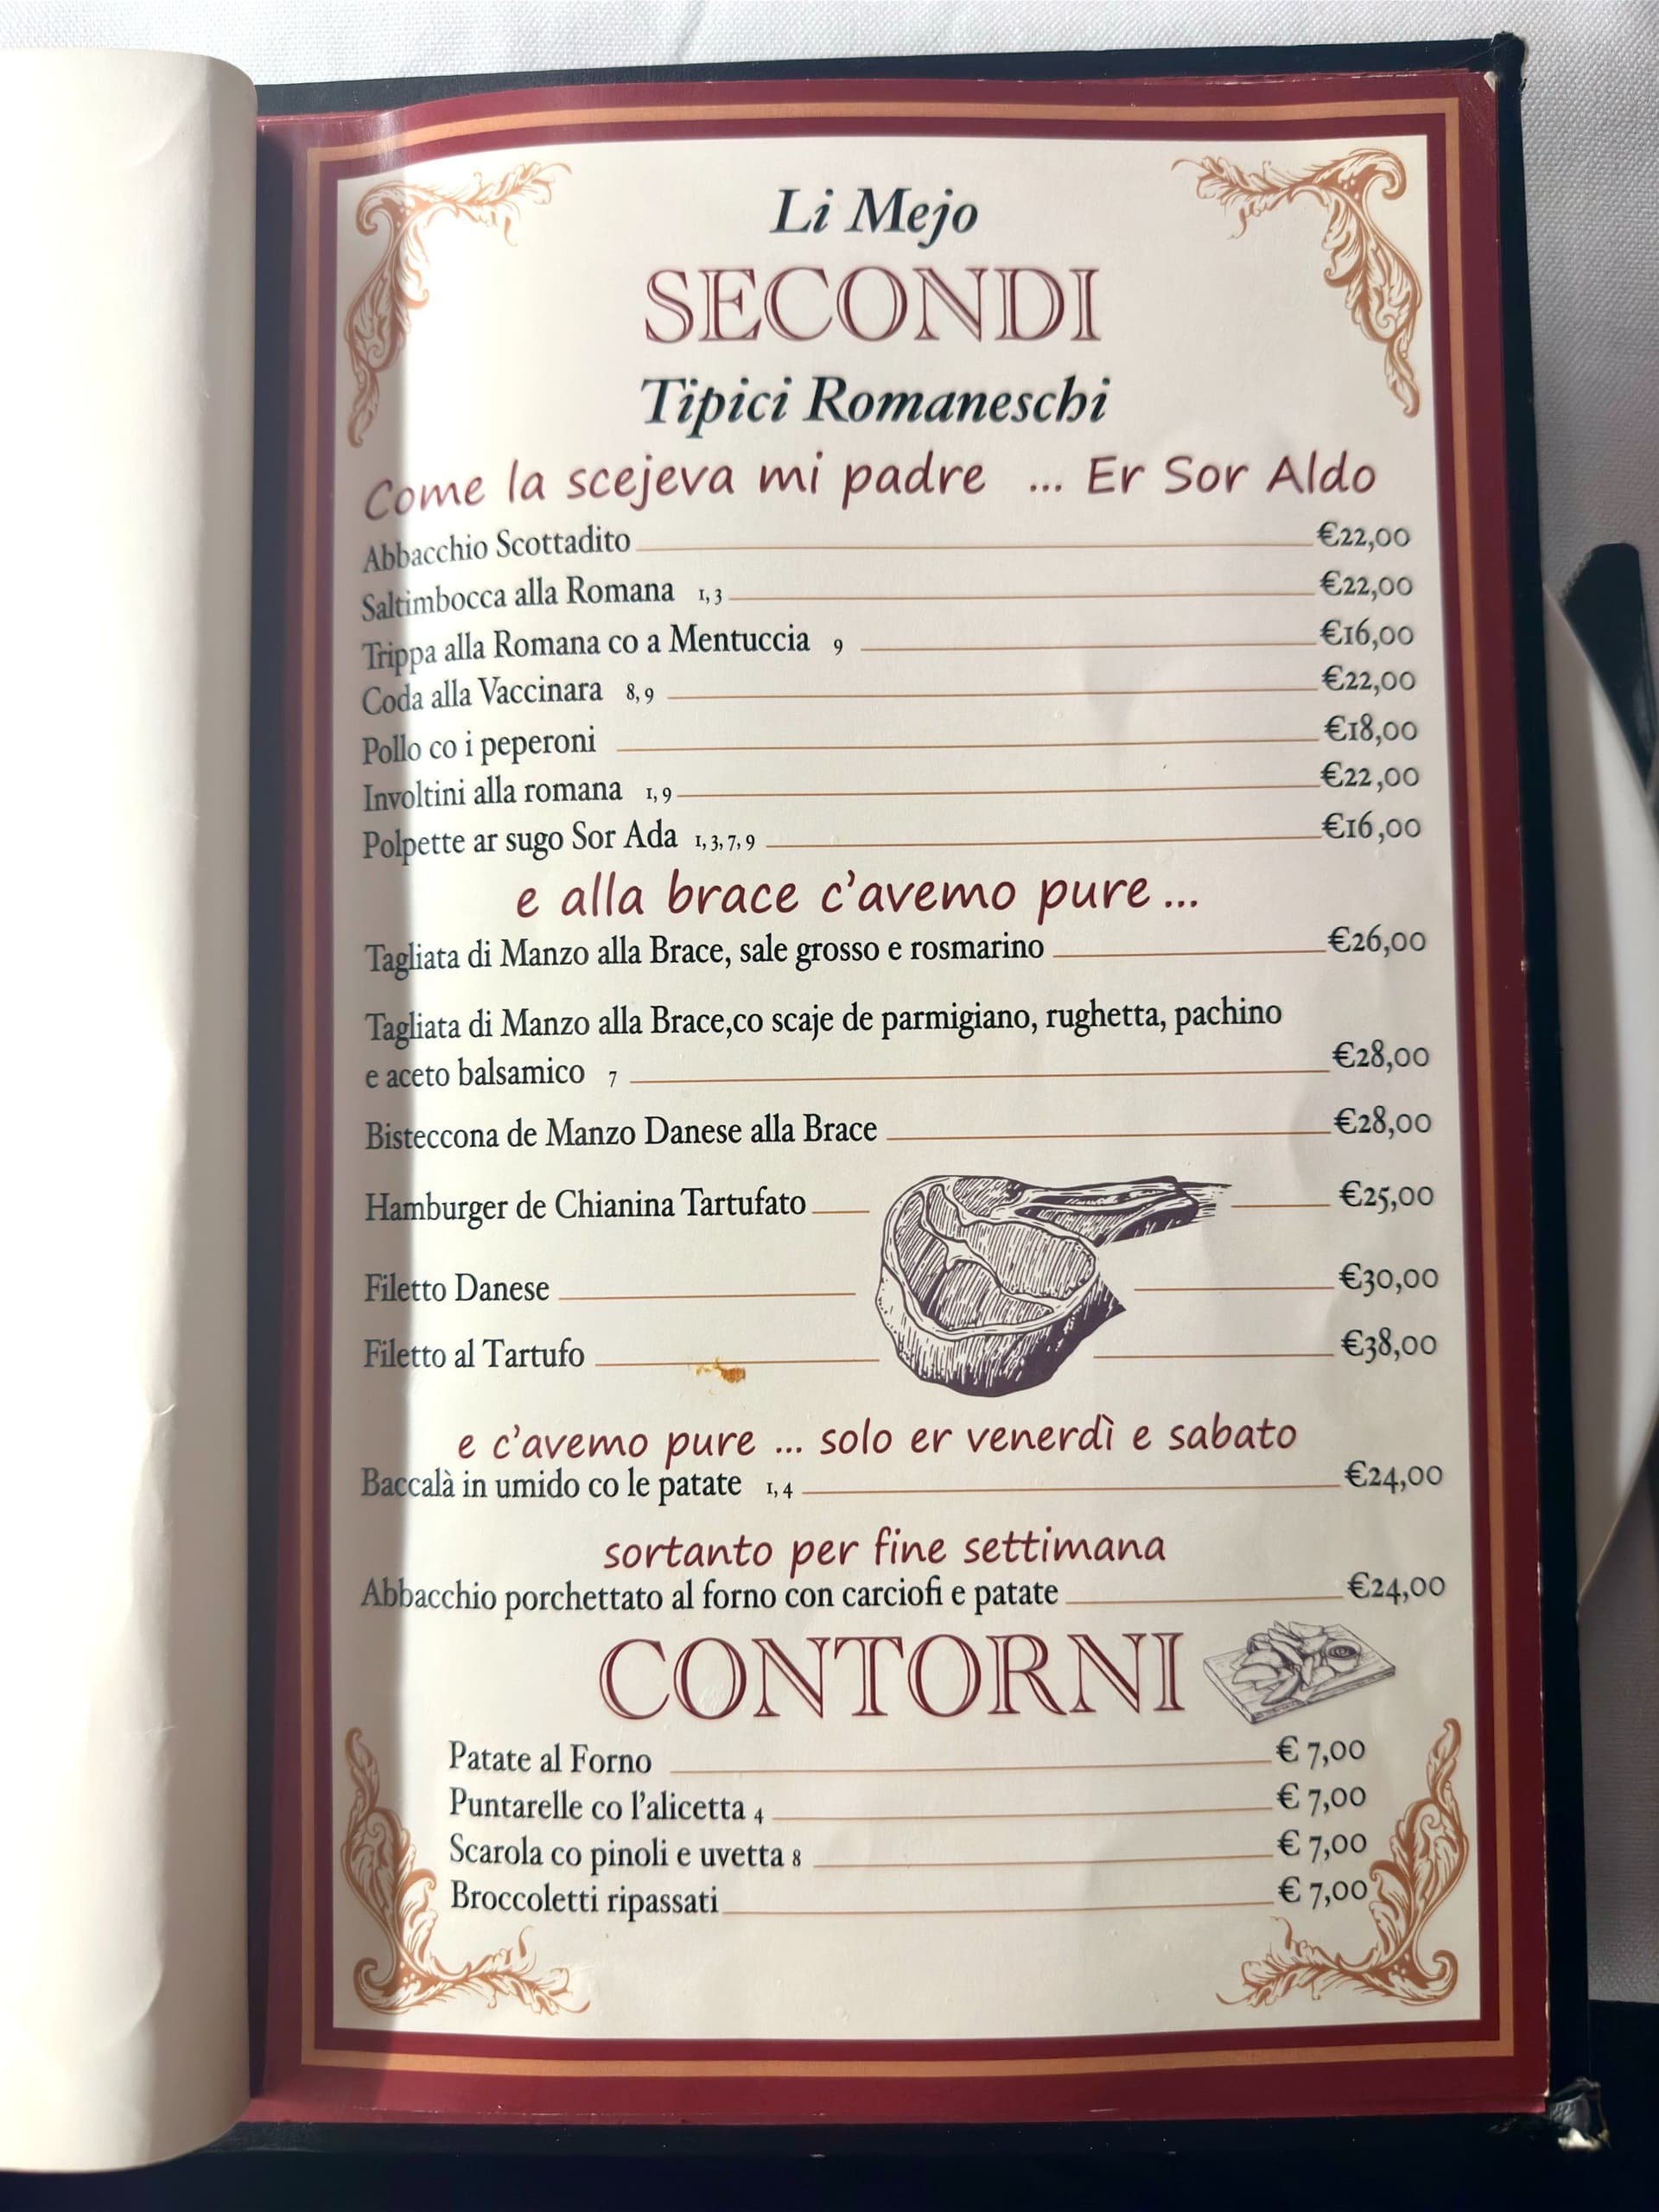 Li Mejo
SECONDI
Tipici Romaneschi
Come la scejeva mi padre ... Er Sor Aldo
Abbacchio Scottadito €22,00
Saltimbocca alla Romana 1, 3 €22,00
Trippa alla Romana co a Mentuccia 9 €16,00
Coda alla Vaccinara 8, 9 €22,00
Pollo co i peperoni €18,00
Involtini alla romana 1, 9 €22,00
Polpette ar sugo Sor Ada 1, 3, 7, 9 €16,00
e alla brace c'avemo pure ...
Tagliata di Manzo alla Brace, sale grosso e rosmarino €26,00
Tagliata di Manzo alla Brace,co scaje de parmigiano, rughetta, pachino
e aceto balsamico 7 €28,00
Bisteccona de Manzo Danese alla Brace €28,00
Hamburger de Chianina Tartufato €25,00
Filetto Danese €30,00
Filetto al Tartufo €38,00
e c'avemo pure ... solo er venerdì e sabato
Baccalà in umido co le patate 1, 4 €24,00
sortanto per fine settimana
Abbacchio porchettato al forno con carciofi e patate €24,00
CONTORNI
Patate al Forno € 7,00
Puntarelle co l'alicetta 4 € 7,00
Scarola co pinoli e uvetta 8 € 7,00
Broccoletti ripassati € 7,00